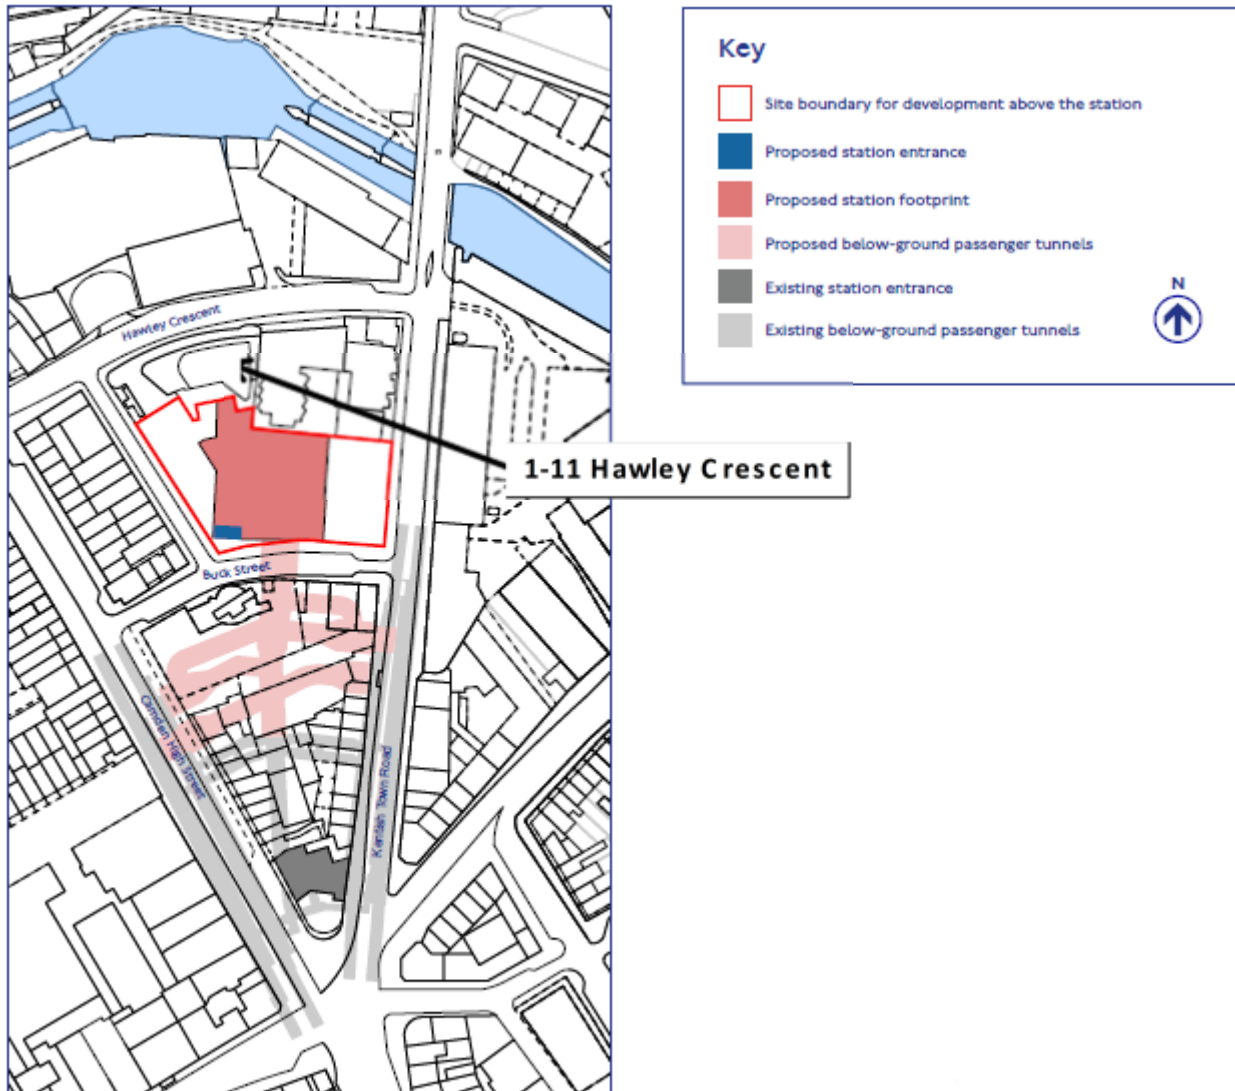 Key
Site boundary for development above the station
Proposed station entrance
Proposed station footprint
Proposed below-ground passenger tunnels
Existing station entrance
Existing below-ground passenger tunnels
N
Hawley Crescent
1-11 Hawley Crescent
Buck Street
Camden High Street
Kentish Town Road